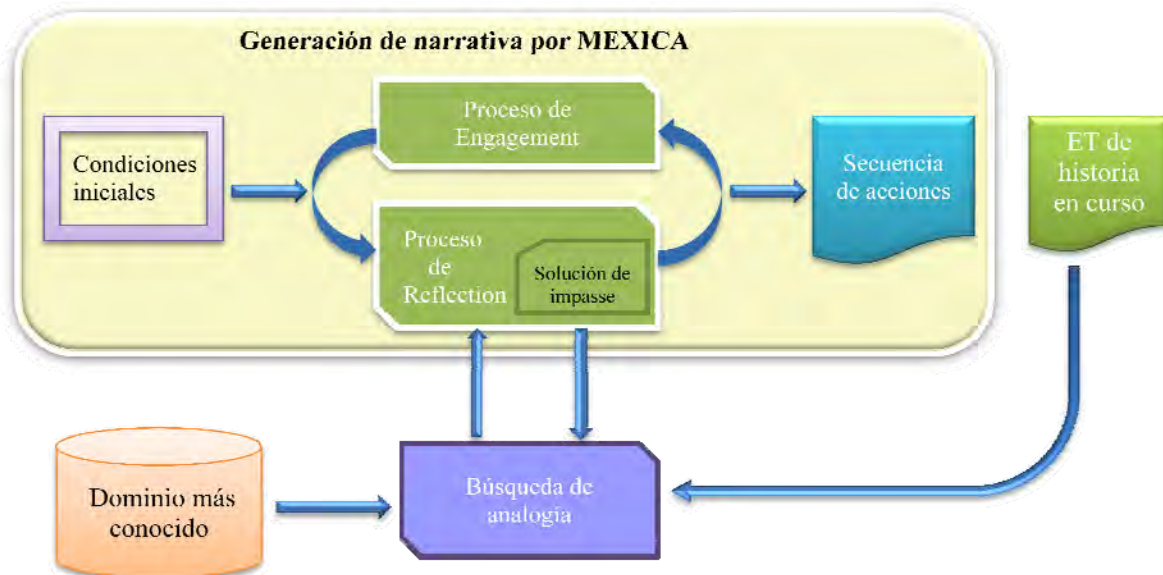 Generación de narrativa por MEXICA
Condiciones
iniciales
Proceso de
Engagement
Proceso
de
Reflection
Solución de
impasse
Secuencia
de acciones
ET de
historia
en curso
Dominio más
conocido
Búsqueda de
analogía